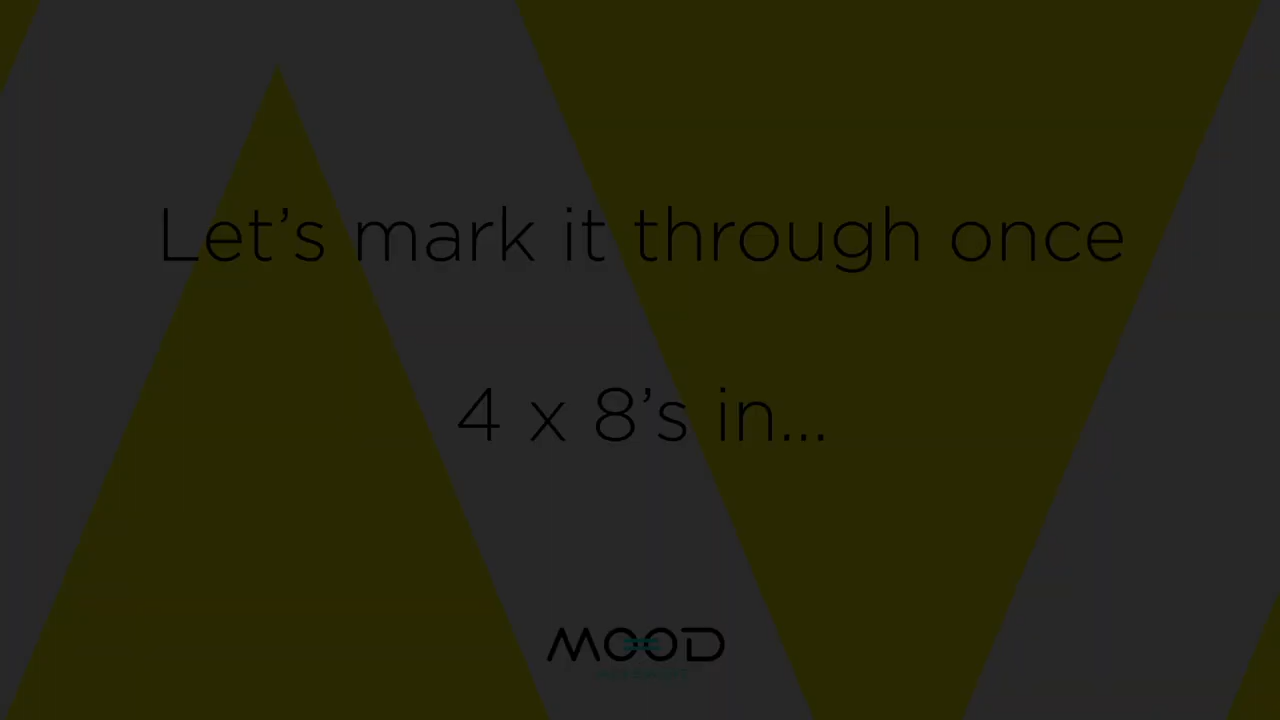 Let’s mark it through once
4 x 8’s in...
MOOD